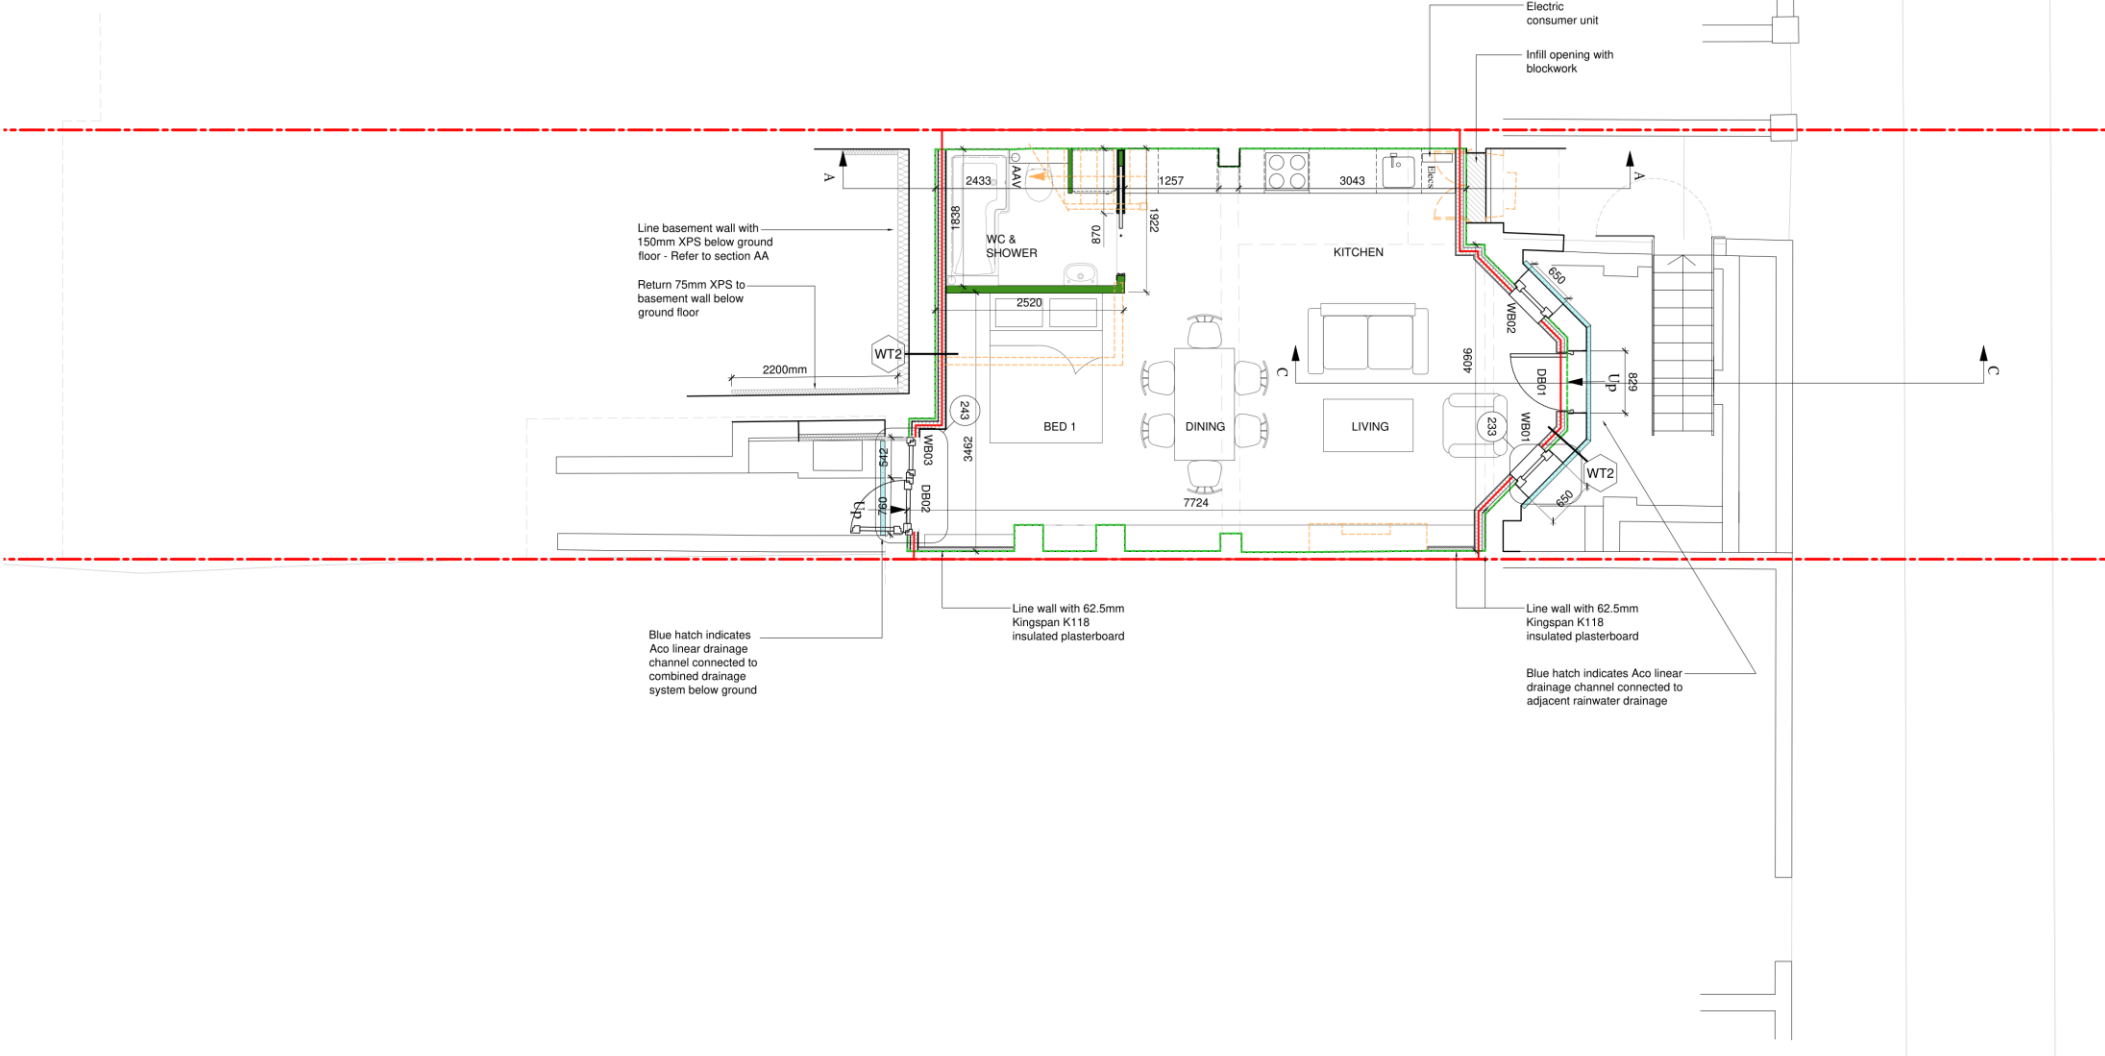 Electric
consumer unit
Infill opening with
blockwork
A
2433
AAV
1257
3043
Elecs
A
1838
870
1922
Line basement wall with
150mm XPS below ground
floor - Refer to section AA
WC &
SHOWER
KITCHEN
650
Return 75mm XPS to
basement wall below
ground floor
2520
WB02
WT2
2200mm
4096
C
DB01
Up
829
C
243
BED 1
DINING
LIVING
233
WB01
WB03
542
3462
WT2
DB02
760
Up
7724
650
Line wall with 62.5mm
Kingspan K118
insulated plasterboard
Line wall with 62.5mm
Kingspan K118
insulated plasterboard
Blue hatch indicates
Aco linear drainage
channel connected to
combined drainage
system below ground
Blue hatch indicates Aco linear
drainage channel connected to
adjacent rainwater drainage